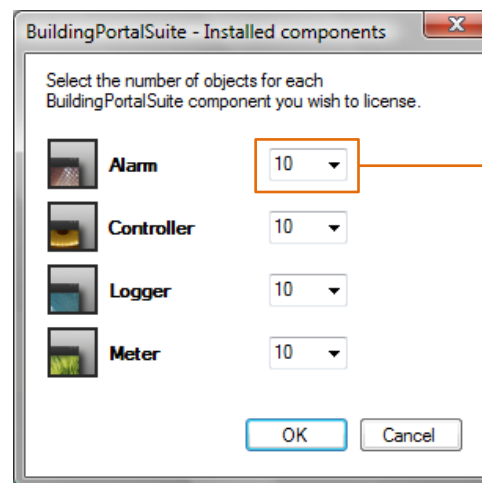 BuildingPortalSuite - Installed components
Select the number of objects for each
BuildingPortalSuite component you wish to license.
Alarm 10
Controller 10
Logger 10
Meter 10
OK Cancel